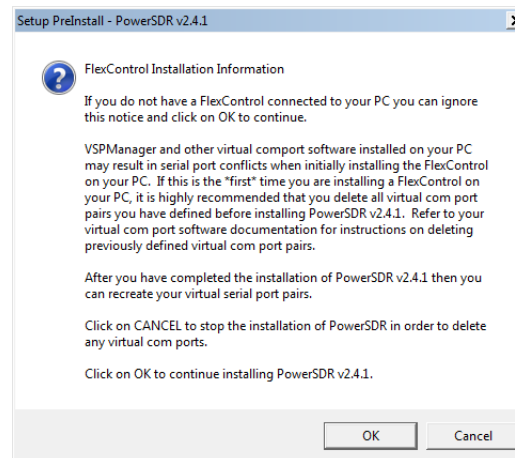 Setup PreInstall - PowerSDR v2.4.1
FlexControl Installation Information
If you do not have a FlexControl connected to your PC you can ignore
this notice and click on OK to continue.
VSPManager and other virtual comport software installed on your PC
may result in serial port conflicts when initially installing the FlexControl
on your PC.  If this is the *first* time you are installing a FlexControl on
your PC, it is highly recommended that you delete all virtual com port
pairs you have defined before installing PowerSDR v2.4.1.  Refer to your
virtual com port software documentation for instructions on deleting
previously defined virtual com port pairs.
After you have completed the installation of PowerSDR v2.4.1 then you
can recreate your virtual serial port pairs.
Click on CANCEL to stop the installation of PowerSDR in order to delete
any virtual com ports.
Click on OK to continue installing PowerSDR v2.4.1.
OK Cancel